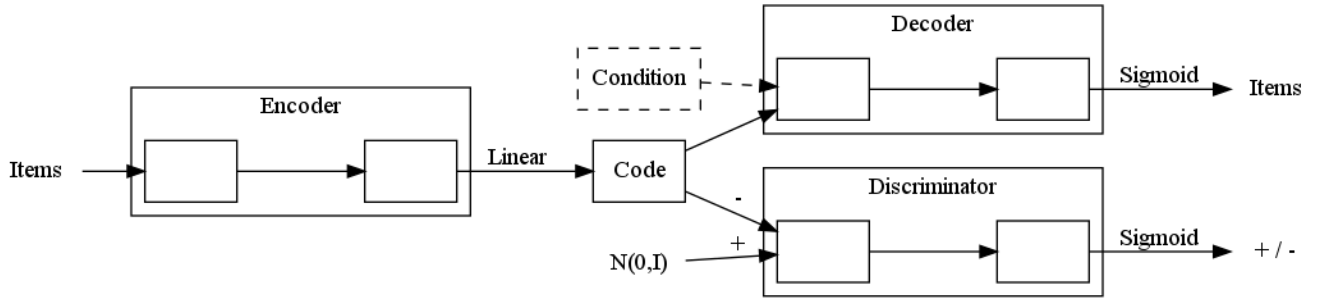 Decoder
Condition
Sigmoid
Items
Encoder
Items
Linear
Code
Discriminator
-
+
N(0,I)
Sigmoid
+ / -